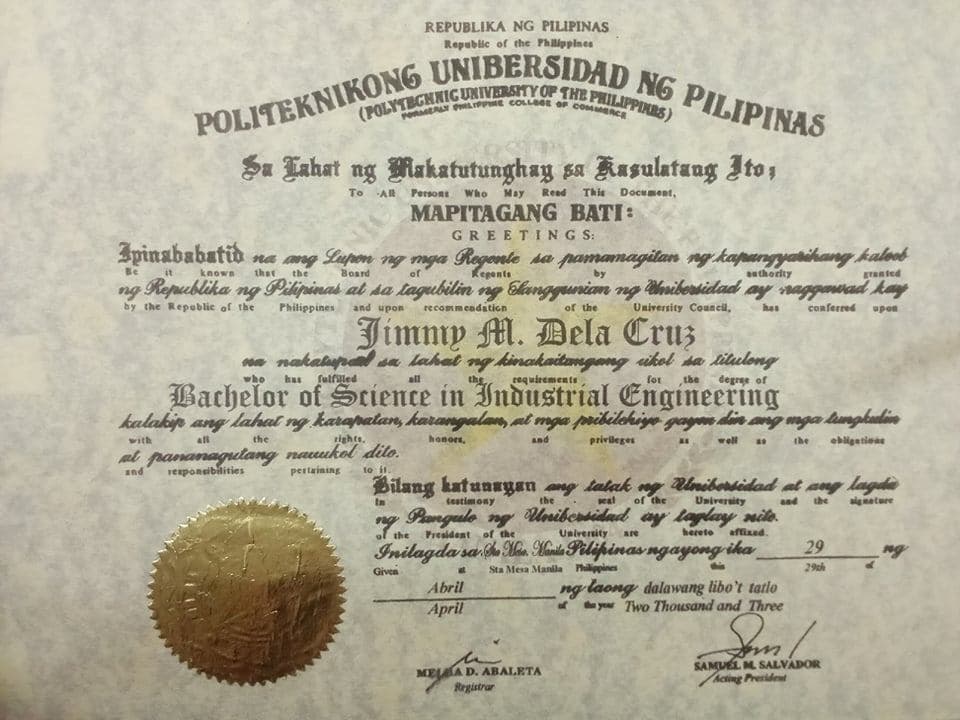 REPUBLIKA NG PILIPINAS
Republic of the Philippines
POLITEKNIKONG UNIBERSIDAD NG PILIPINAS
(POLYTECHNIC UNIVERSITY OF THE PHILIPPINES)
FORMERLY PHILIPPINE COLLEGE OF COMMERCE
Sa Lahat ng Makatutunghay sa Kasulatang Ito;
To All Persons Who May Read This Document,
MAPITAGANG BATI:
GREETINGS:
Ipinababatid na ang Lupon ng mga Regente sa pamamagitan ng kapangyarihang kaloob
Be it known that the Board of Regents by authority granted
ng Republika ng Pilipinas at sa tagubilin ng Sanggunian ng Unibersidad ay naggawad kay
by the Republic of the Philippines and upon recommendation of the University Council, has conferred upon
Jimmy M. Dela Cruz
na nakatupad sa lahat ng kinakaitangang ukol sa titulong
who has fulfilled all the requirements for the degree of
Bachelor of Science in Industrial Engineering
kalakip ang lahat ng karapatan, karangalan, at mga pribilehiyo gayon din ang mga tungkulin
with all the rights, honors, and privileges as well as the obligations
at pananagutang nauukol dito.
and responsibilities pertaining to it.
Bilang katunayan ang tatak ng Unibersidad at ang lagda
In testimony the seal of the University and the signature
ng Pangulo ng Unibersidad ay taglay nito.
of the President of the University are hereto affixed.
Inilagda sa Sta Mesa, Manila Pilipinas ngayong ika 29 ng
Given at Sta Mesa Manila Philippines this 29th of
Abril ng taong dalawang libo't tatlo
April of the year Two Thousand and Three
MELBA D. ABALETA
Registrar
SAMUEL M. SALVADOR
Acting President